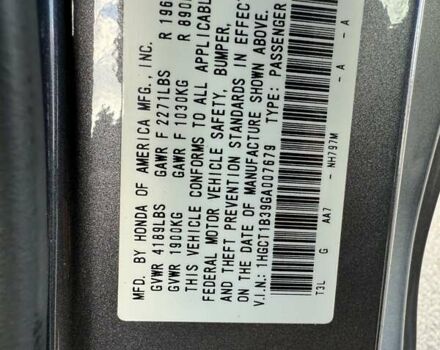 MFD. BY HONDA OF AMERICA MFG., INC.
GVWR 4189LBS GAWR F 2271LBS R
GVWR 1900KG GAWR F 1030KG R
THIS VEHICLE CONFORMS TO ALL APPLICABLE
FEDERAL MOTOR VEHICLE SAFETY, BUMPER,
AND THEFT PREVENTION STANDARDS IN EFFECT
AND DATE OF MANUFACTURE SHOWN ABOVE.
V.I.N.: 1HGCT1B39GA007679 TYPE: PASSENGER
T3L G AA7 - NH797M - A - A